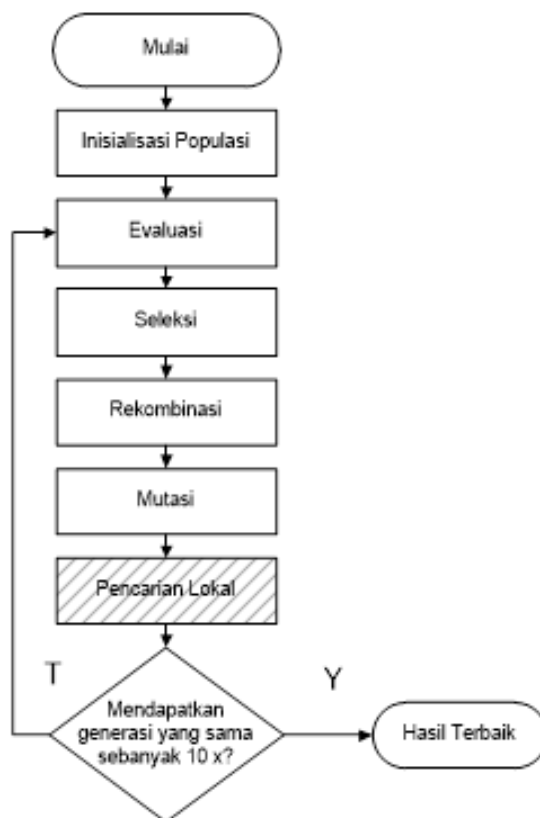 Mulai
Inisialisasi Populasi
Evaluasi
Seleksi
Rekombinasi
Mutasi
Pencarian Lokal
T
Y
Mendapatkan
generasi yang sama
sebanyak 10 x?
Hasil Terbaik